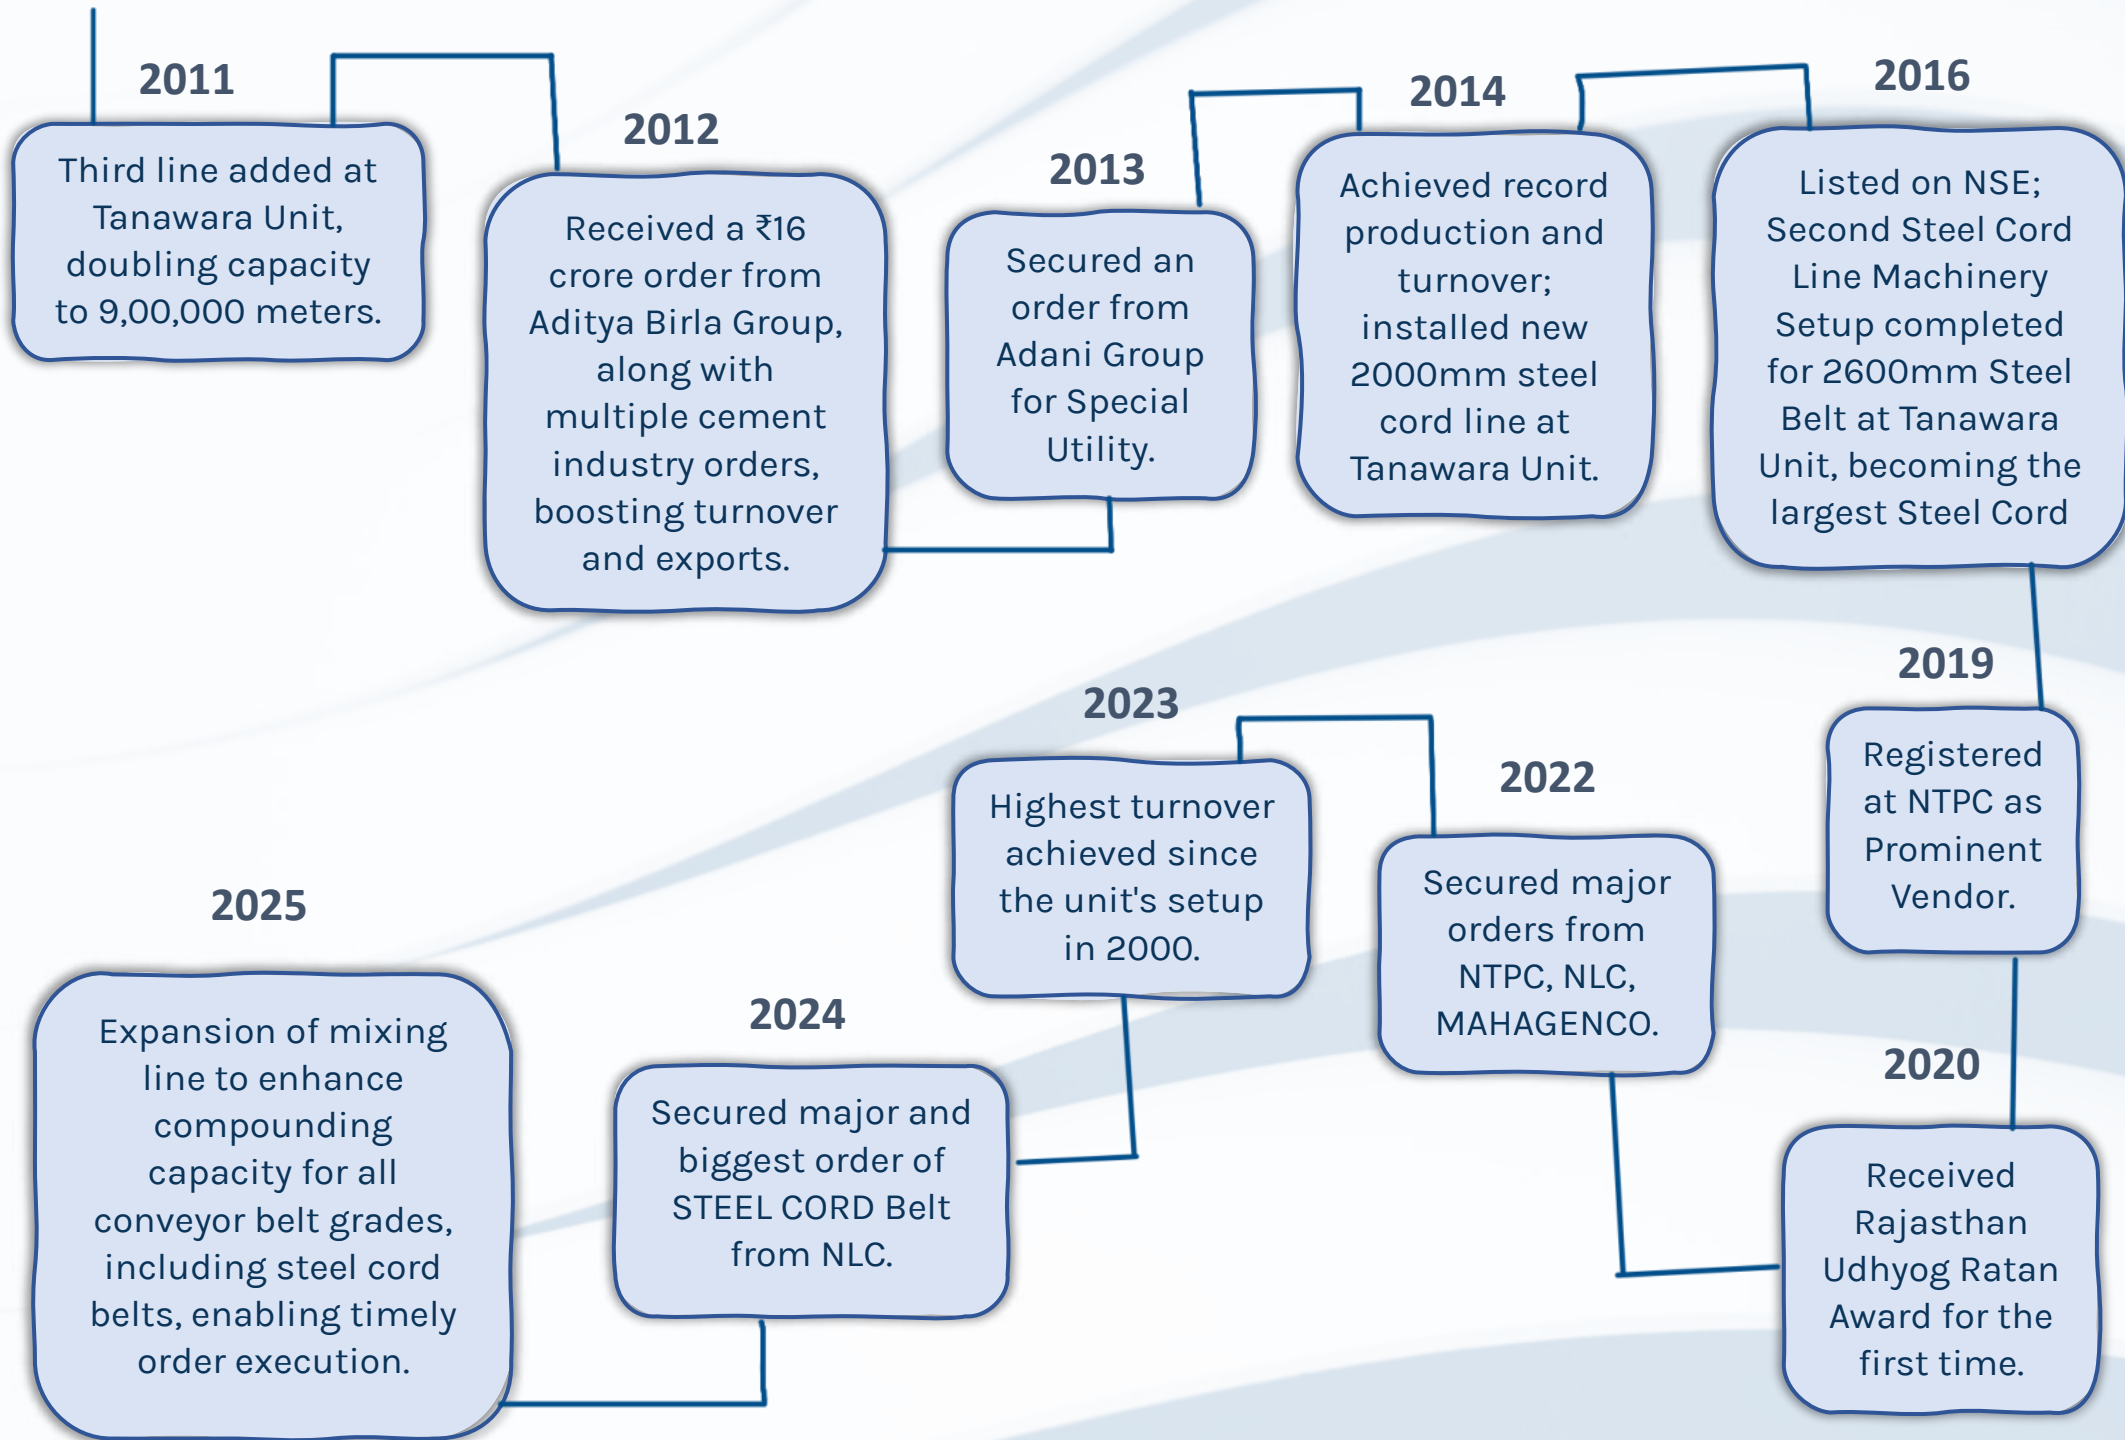 2011
Third line added at
Tanawara Unit,
doubling capacity
to 9,00,000 meters.
2012
Received a ₹16
crore order from
Aditya Birla Group,
along with
multiple cement
industry orders,
boosting turnover
and exports.
2013
Secured an
order from
Adani Group
for Special
Utility.
2014
Achieved record
production and
turnover;
installed new
2000mm steel
cord line at
Tanawara Unit.
2016
Listed on NSE;
Second Steel Cord
Line Machinery
Setup completed
for 2600mm Steel
Belt at Tanawara
Unit, becoming the
largest Steel Cord
2019
Registered
at NTPC as
Prominent
Vendor.
2020
Received
Rajasthan
Udhyog Ratan
Award for the
first time.
2022
Secured major
orders from
NTPC, NLC,
MAHAGENCO.
2023
Highest turnover
achieved since
the unit's setup
in 2000.
2024
Secured major and
biggest order of
STEEL CORD Belt
from NLC.
2025
Expansion of mixing
line to enhance
compounding
capacity for all
conveyor belt grades,
including steel cord
belts, enabling timely
order execution.